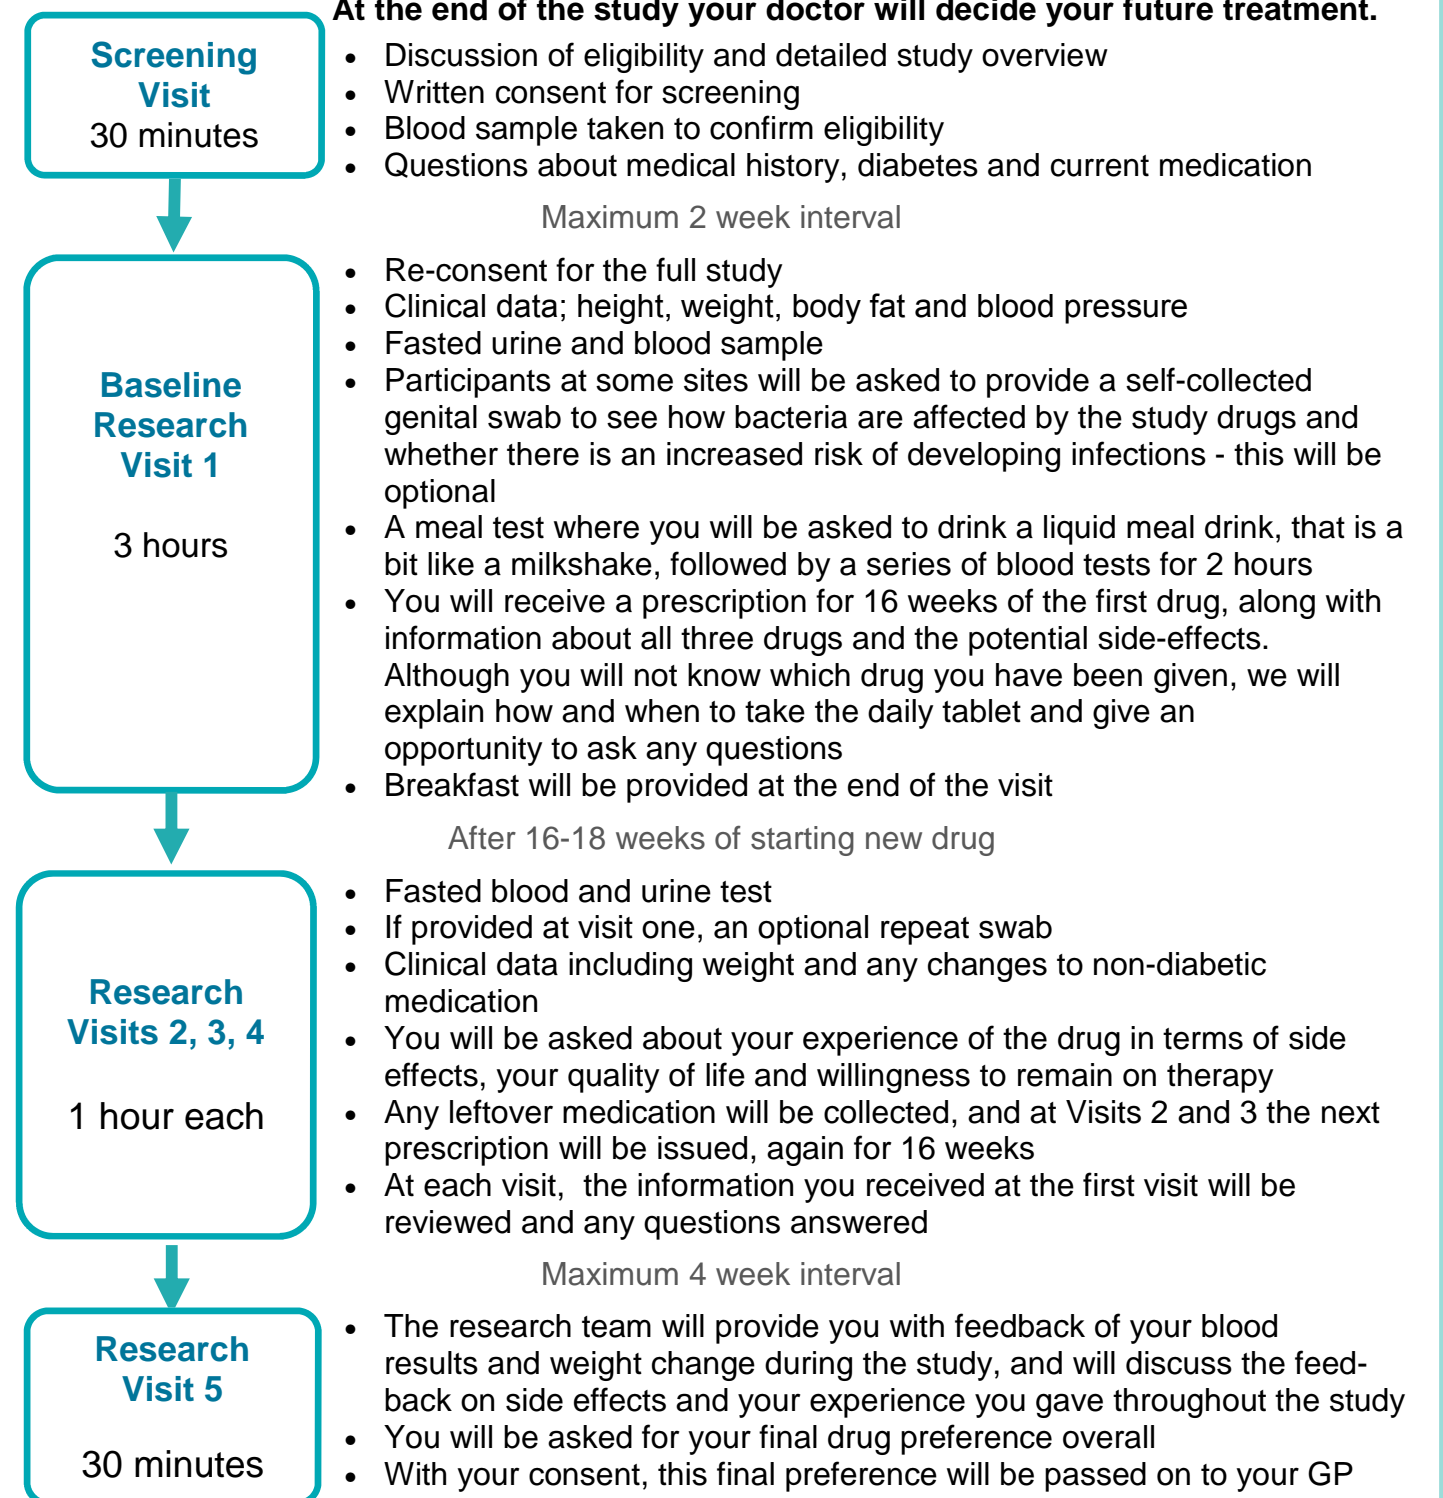 At the end of the study your doctor will decide your future treatment.
Screening
Visit
30 minutes
• Discussion of eligibility and detailed study overview
• Written consent for screening
• Blood sample taken to confirm eligibility
• Questions about medical history, diabetes and current medication
Maximum 2 week interval
Baseline
Research
Visit 1
3 hours
• Re-consent for the full study
• Clinical data; height, weight, body fat and blood pressure
• Fasted urine and blood sample
• Participants at some sites will be asked to provide a self-collected
genital swab to see how bacteria are affected by the study drugs and
whether there is an increased risk of developing infections - this will be
optional
• A meal test where you will be asked to drink a liquid meal drink, that is a
bit like a milkshake, followed by a series of blood tests for 2 hours
• You will receive a prescription for 16 weeks of the first drug, along with
information about all three drugs and the potential side-effects.
Although you will not know which drug you have been given, we will
explain how and when to take the daily tablet and give an
opportunity to ask any questions
• Breakfast will be provided at the end of the visit
After 16-18 weeks of starting new drug
Research
Visits 2, 3, 4
1 hour each
• Fasted blood and urine test
• If provided at visit one, an optional repeat swab
• Clinical data including weight and any changes to non-diabetic
medication
• You will be asked about your experience of the drug in terms of side
effects, your quality of life and willingness to remain on therapy
• Any leftover medication will be collected, and at Visits 2 and 3 the next
prescription will be issued, again for 16 weeks
• At each visit,  the information you received at the first visit will be
reviewed and any questions answered
Maximum 4 week interval
Research
Visit 5
30 minutes
• The research team will provide you with feedback of your blood
results and weight change during the study, and will discuss the feed-
back on side effects and your experience you gave throughout the study
• You will be asked for your final drug preference overall
• With your consent, this final preference will be passed on to your GP